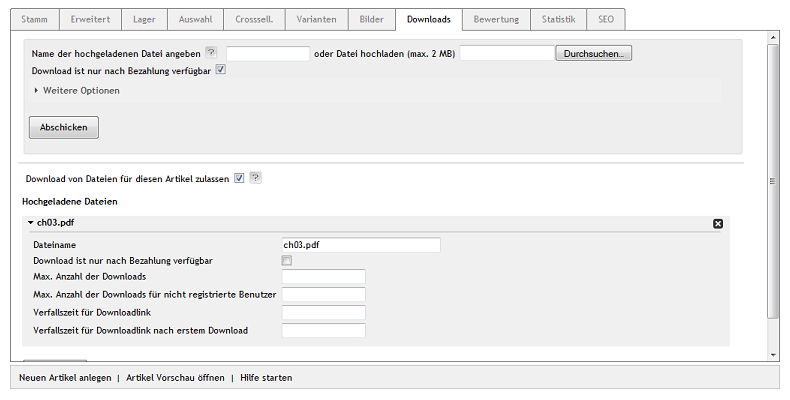 Stamm Erweitert Lager Auswahl Crosssell. Varianten Bilder Downloads Bewertung Statistik SEO
Name der hochgeladenen Datei angeben ? oder Datei hochladen (max. 2 MB) Durchsuchen...
Download ist nur nach Bezahlung verfügbar
Weitere Optionen
Abschicken
Download von Dateien für diesen Artikel zulassen ?
Hochgeladene Dateien
ch03.pdf
Dateiname ch03.pdf
Download ist nur nach Bezahlung verfügbar
Max. Anzahl der Downloads
Max. Anzahl der Downloads für nicht registrierte Benutzer
Verfallszeit für Downloadlink
Verfallszeit für Downloadlink nach erstem Download
Neuen Artikel anlegen | Artikel Vorschau öffnen | Hilfe starten